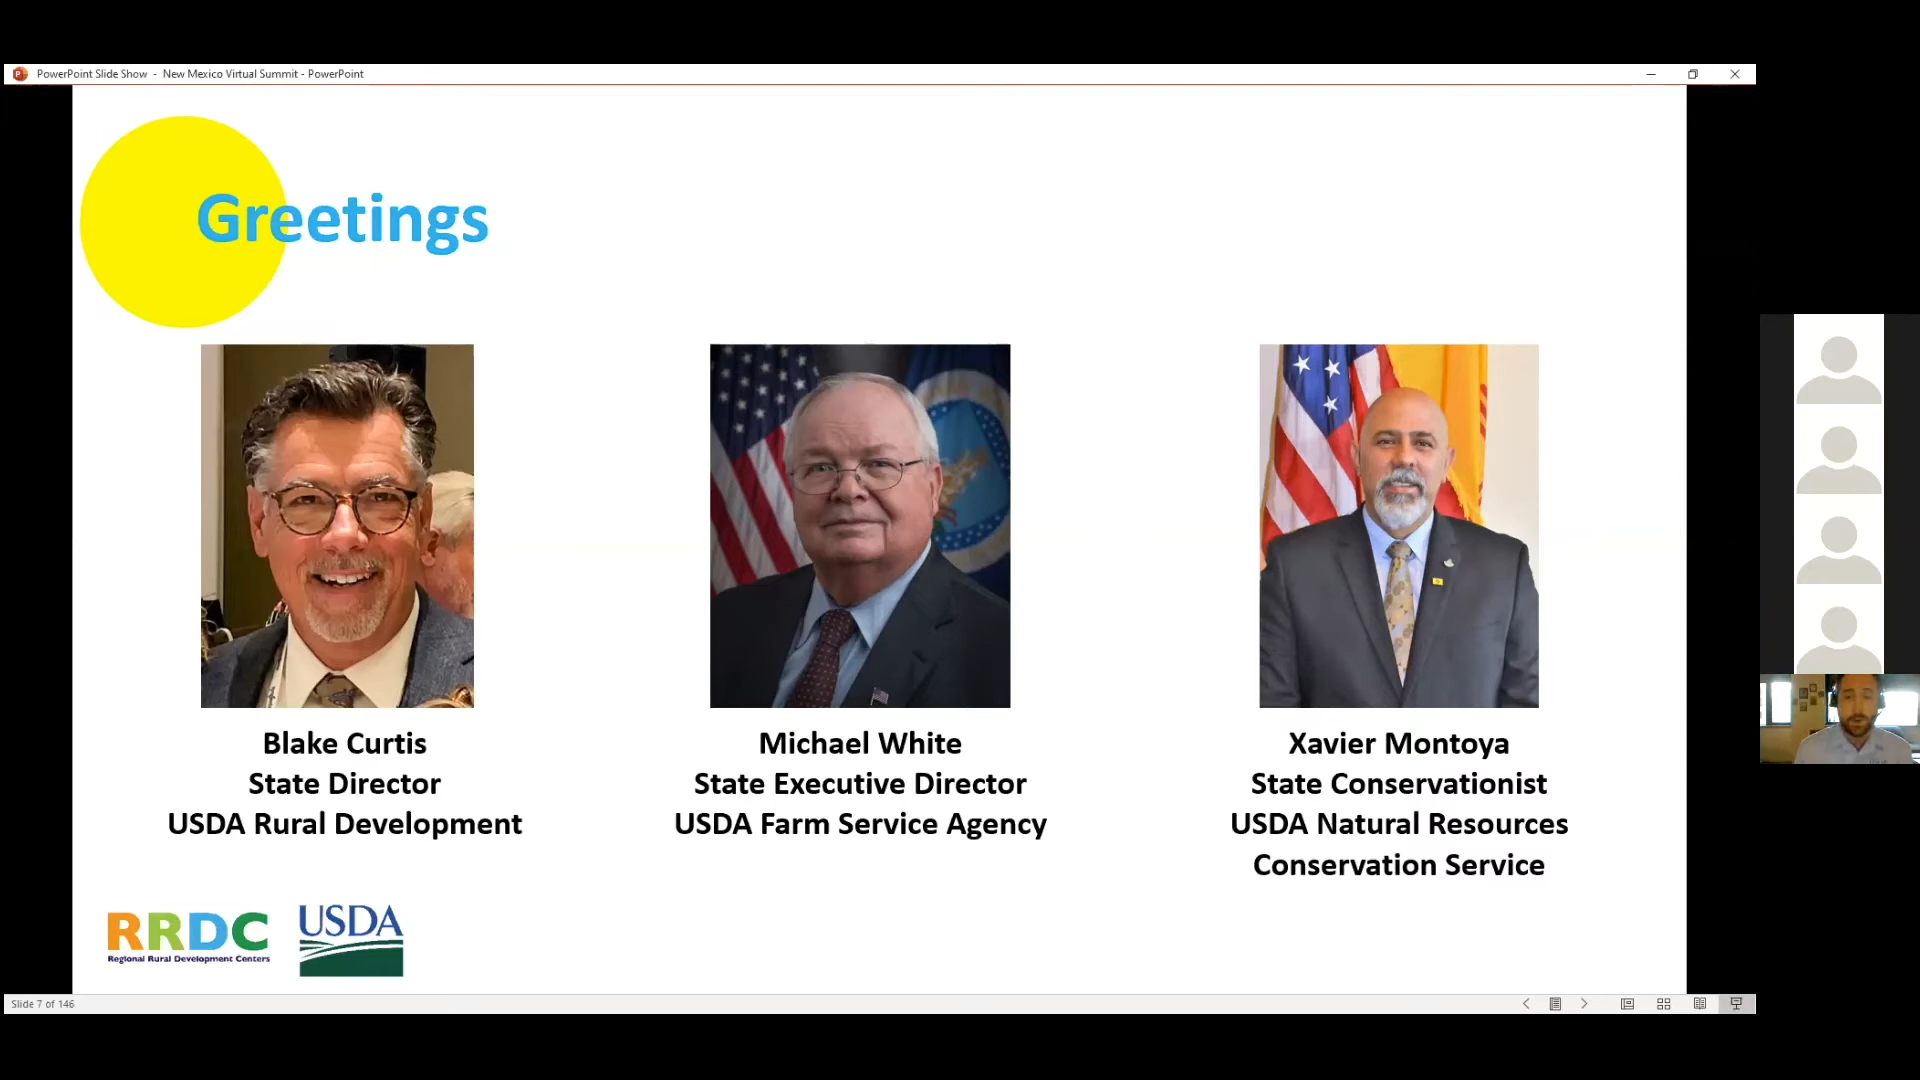 PowerPoint Slide Show - New Mexico Virtual Summit - PowerPoint
Greetings
Blake Curtis
State Director
USDA Rural Development
Michael White
State Executive Director
USDA Farm Service Agency
Xavier Montoya
State Conservationist
USDA Natural Resources
Conservation Service
RRDC
Regional Rural Development Centers
USDA
Slide 7 of 146